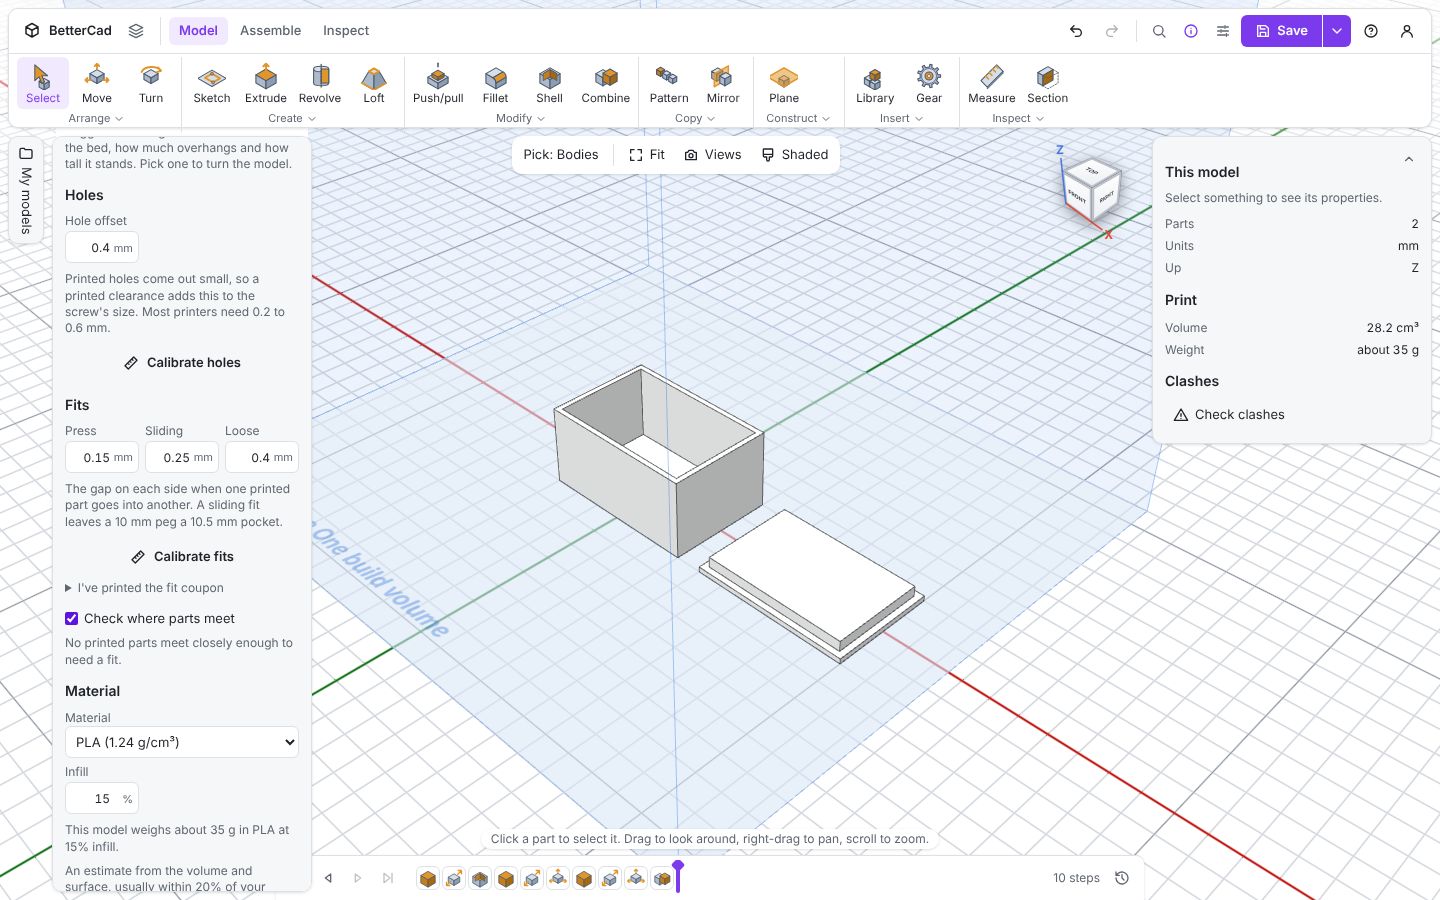 BetterCad
Model
Assemble
Inspect
Save
Select
Move
Turn
Sketch
Extrude
Revolve
Loft
Push/pull
Fillet
Shell
Combine
Pattern
Mirror
Plane
Library
Gear
Measure
Section
Arrange
Create
Modify
Copy
Construct
Insert
Inspect
My models
the bed, how much overhangs and how
tall it stands. Pick one to turn the model.
Holes
Hole offset
0.4 mm
Printed holes come out small, so a
printed clearance adds this to the
screw's size. Most printers need 0.2 to
0.6 mm.
Calibrate holes
Fits
Press
Sliding
Loose
0.15 mm
0.25 mm
0.4 mm
The gap on each side when one printed
part goes into another. A sliding fit
leaves a 10 mm peg a 10.5 mm pocket.
Calibrate fits
I've printed the fit coupon
Check where parts meet
No printed parts meet closely enough to
need a fit.
Material
Material
PLA (1.24 g/cm³)
Infill
15 %
This model weighs about 35 g in PLA at
15% infill.
An estimate from the volume and
surface, usually within 20% of your
Pick: Bodies
Fit
Views
Shaded
Z
TOP
FRONT
RIGHT
X
One build volume
This model
Select something to see its properties.
Parts 2
Units mm
Up Z
Print
Volume 28.2 cm³
Weight about 35 g
Clashes
Check clashes
Click a part to select it. Drag to look around, right-drag to pan, scroll to zoom.
10 steps